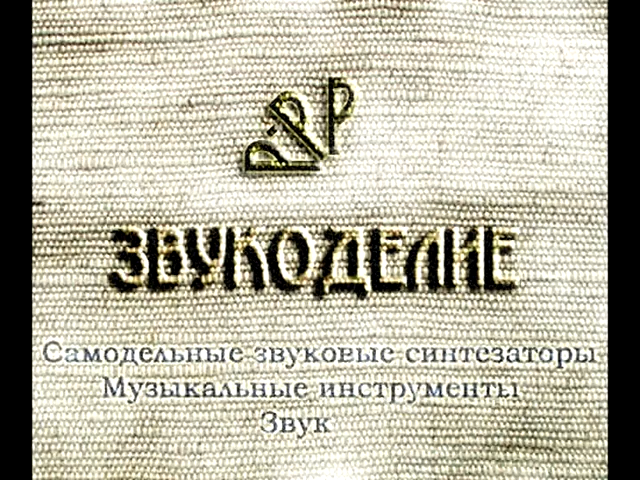 ЗВУКОДЕЛИЕ
Самодельные звуковые синтезаторы
Музыкальные инструменты
Звук